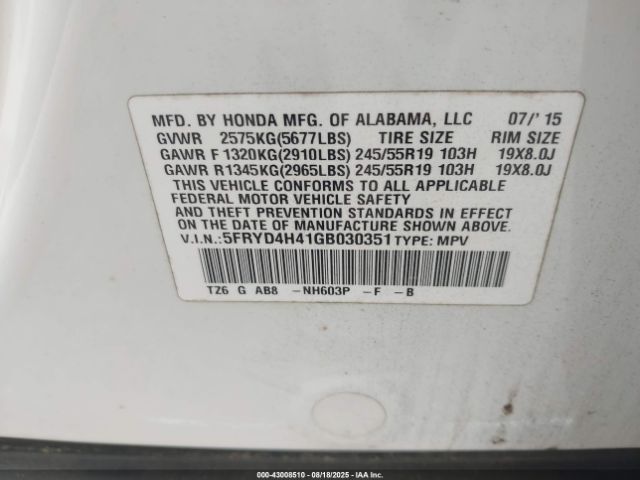 MFD. BY HONDA MFG. OF ALABAMA, LLC 07/' 15
GVWR 2575KG(5677LBS) TIRE SIZE RIM SIZE
GAWR F 1320KG(2910LBS) 245/55R19 103H 19X8.0J
GAWR R 1345KG(2965LBS) 245/55R19 103H 19X8.0J
THIS VEHICLE CONFORMS TO ALL APPLICABLE
FEDERAL MOTOR VEHICLE SAFETY
AND THEFT PREVENTION STANDARDS IN EFFECT
ON THE DATE OF MANUFACTURE SHOWN ABOVE.
V.I.N.:5FRYD4H41GB030351 TYPE: MPV
TZ6 G AB8 -NH603P -F -B
000-43008510 - 08/18/2025 - IAAI.COM